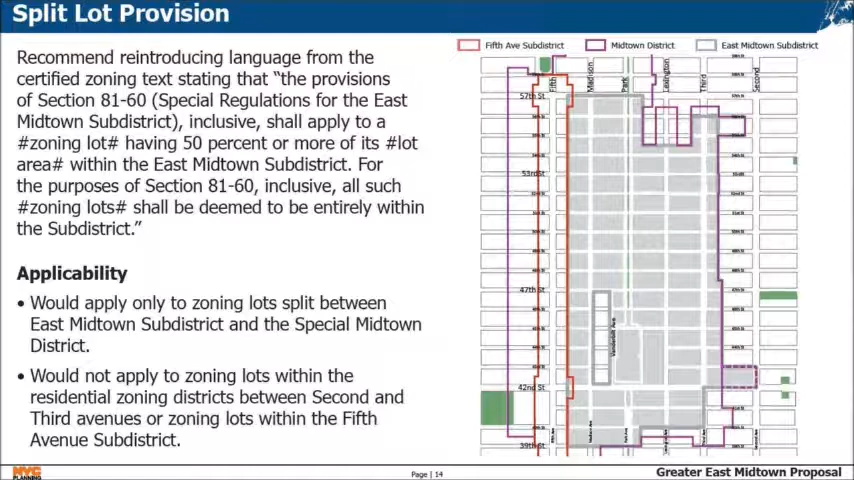 Split Lot Provision
Recommend reintroducing language from the
certified zoning text stating that “the provisions
of Section 81-60 (Special Regulations for the East
Midtown Subdistrict), inclusive, shall apply to a
#zoning lot# having 50 percent or more of its #lot
area# within the East Midtown Subdistrict. For
the purposes of Section 81-60, inclusive, all such
#zoning lots# shall be deemed to be entirely within
the Subdistrict.”
Applicability
• Would apply only to zoning lots split between
East Midtown Subdistrict and the Special Midtown
District.
• Would not apply to zoning lots within the
residential zoning districts between Second and
Third avenues or zoning lots within the Fifth
Avenue Subdistrict.
Fifth Ave Subdistrict
Midtown District
East Midtown Subdistrict
Fifth
Madison
Park
Lexington
Third
Second
57th St
53rd St
47th St
Vanderbilt Ave
42nd St
39th St
NYC
PLANNING
Page | 14
Greater East Midtown Proposal